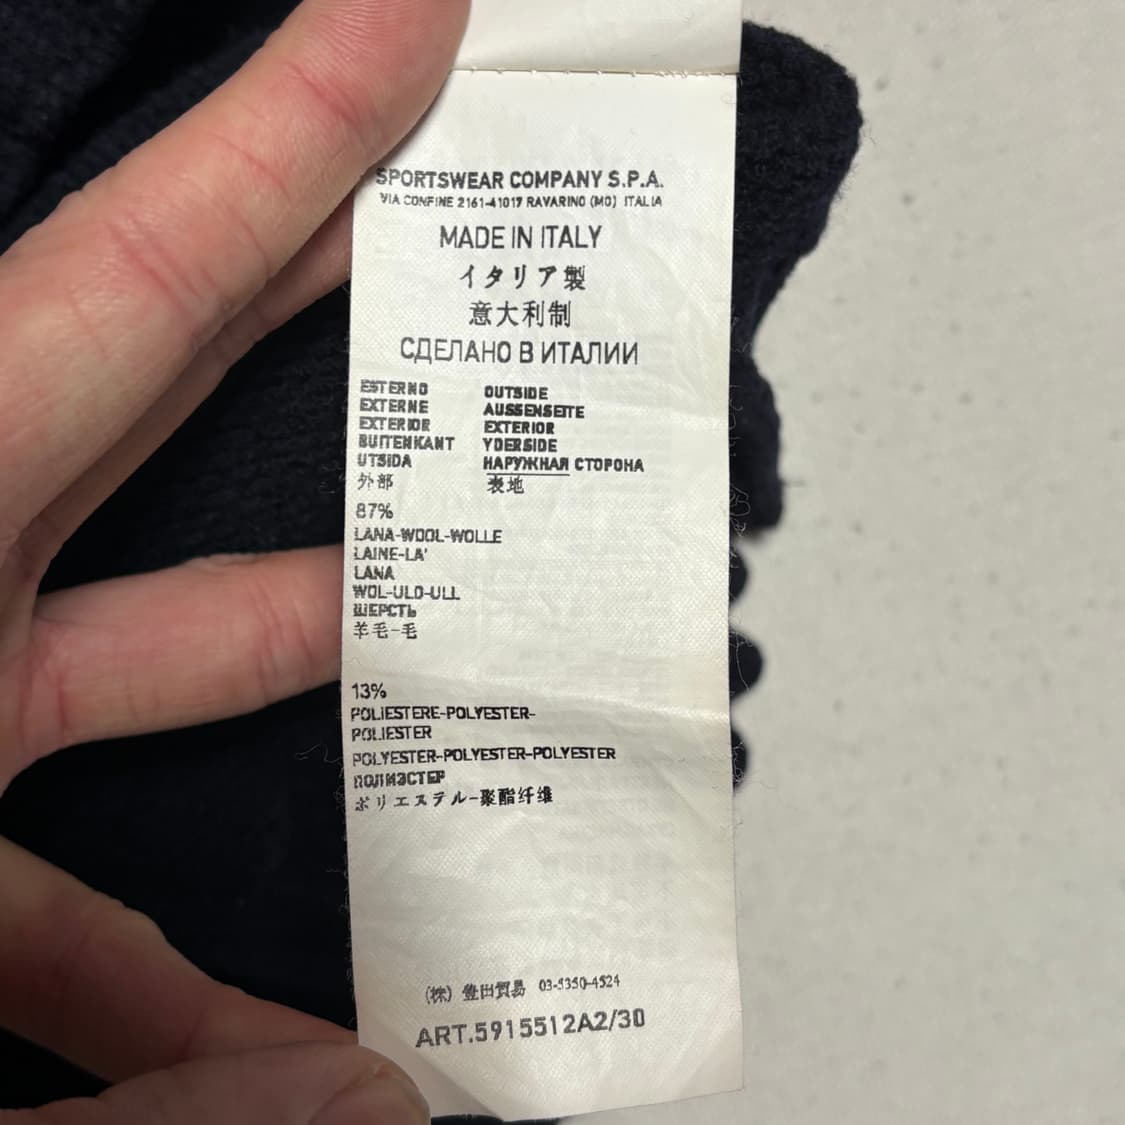 SPORTSWEAR COMPANY S.P.A.
VIA CONFINE 2161-41017 RAVARINO (MO) ITALIA
MADE IN ITALY
イタリア製
意大利制
СДЕЛАНО В ИТАЛИИ
ESTERNO OUTSIDE
EXTERNE AUSSENSEITE
EXTERIOR EXTERIOR
BUITENKANT YDERSIDE
UTSIDA НАРУЖНАЯ СТОРОНА
外部 表地
87%
LANA-WOOL-WOLLE
LAINE-LA'
LANA
WOL-ULD-ULL
ШЕРСТЬ
羊毛-毛
13%
POLIESTERE-POLYESTER-
POLIESTER
POLYESTER-POLYESTER-POLYESTER
ПОЛИЭСТЕР
ポリエステル-聚酯纤维
(株) 豊田貿易 03-5350-4524
ART.5915512A2/30